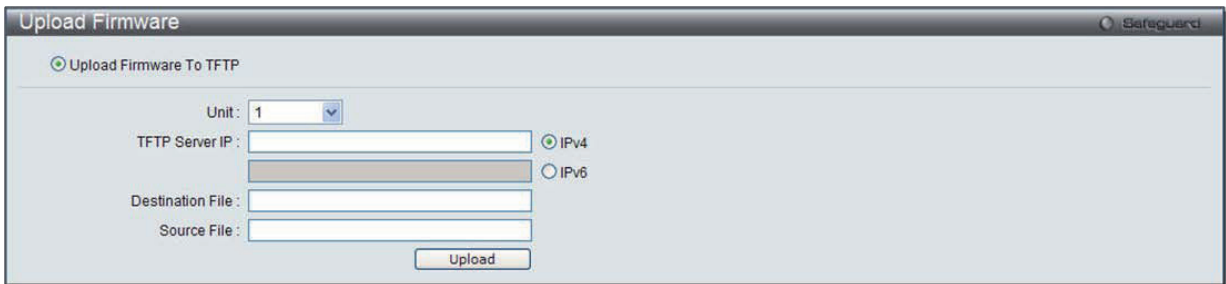 Upload Firmware
Safeguard
Upload Firmware To TFTP
Unit : 1
TFTP Server IP : IPv4
IPv6
Destination File :
Source File :
Upload